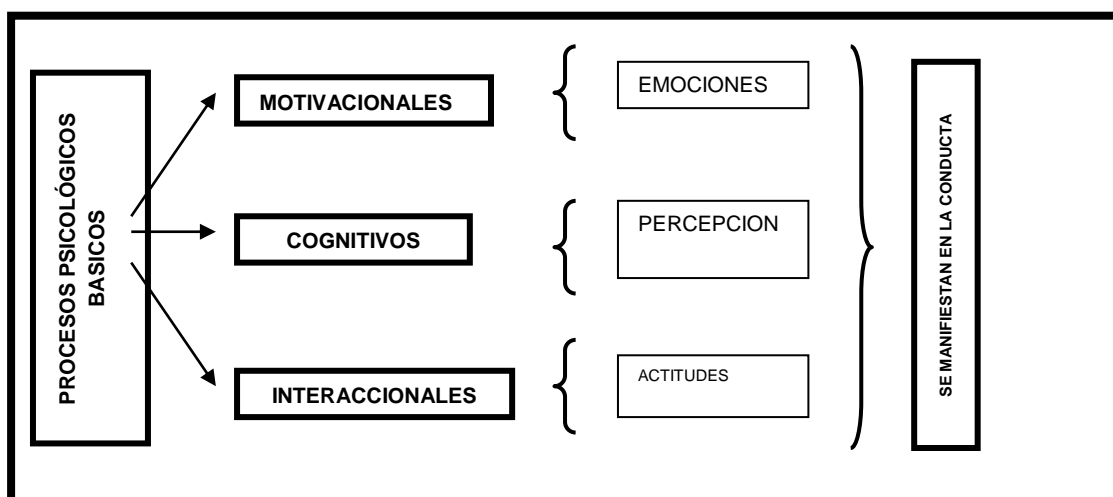 PROCESOS PSICOLÓGICOS
BASICOS
MOTIVACIONALES
EMOCIONES
COGNITIVOS
PERCEPCION
INTERACCIONALES
ACTITUDES
SE MANIFIESTAN EN LA CONDUCTA